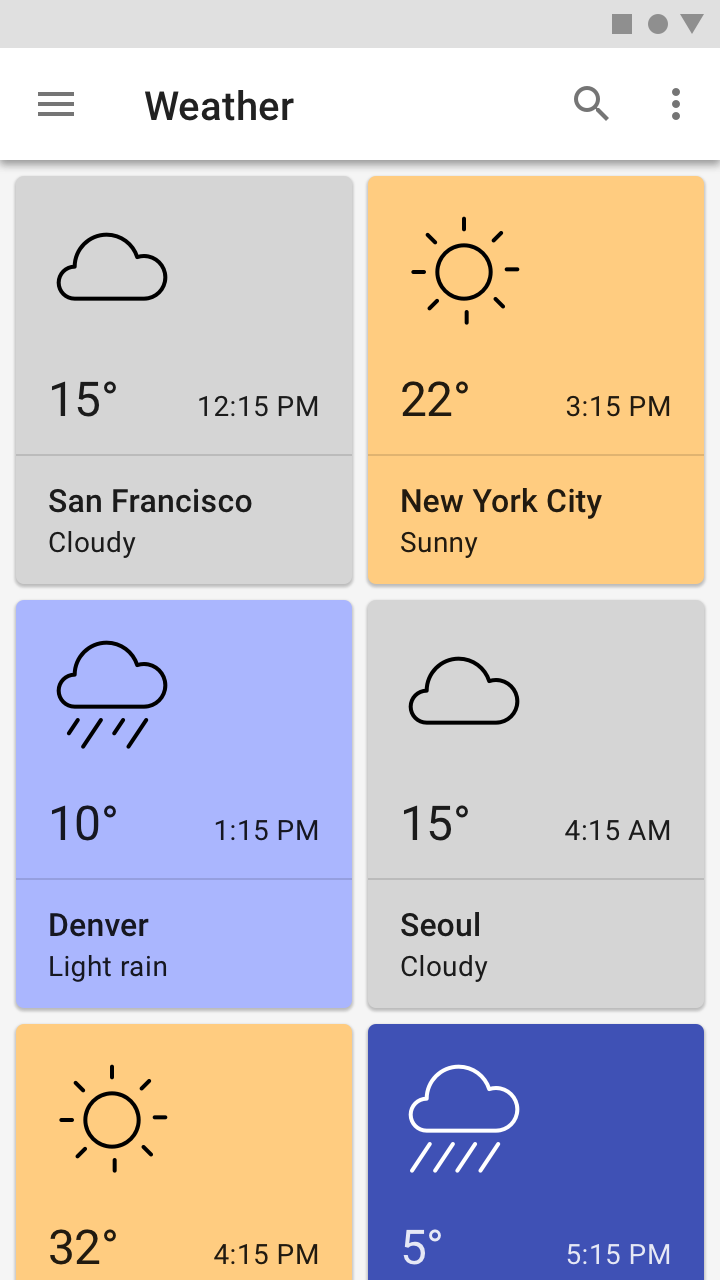 Weather
15° 12:15 PM
San Francisco
Cloudy
22° 3:15 PM
New York City
Sunny
10° 1:15 PM
Denver
Light rain
15° 4:15 AM
Seoul
Cloudy
32° 4:15 PM
5° 5:15 PM